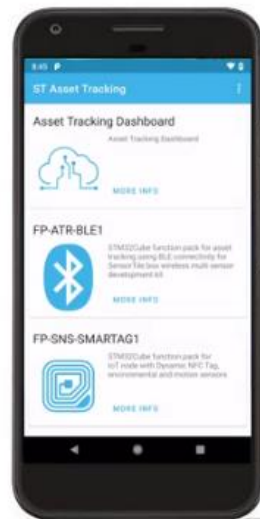 8:45 P
ST Asset Tracking
Asset Tracking Dashboard
Asset Tracking Dashboard
MORE INFO
FP-ATR-BLE1
STM32Cube function pack for asset
tracking using BLE connectivity for
SensorTile.box wireless multi-sensor
development kit
MORE INFO
FP-SNS-SMARTAG1
STM32Cube function pack for
IoT node with Dynamic NFC Tag,
environmental and motion sensors
MORE INFO